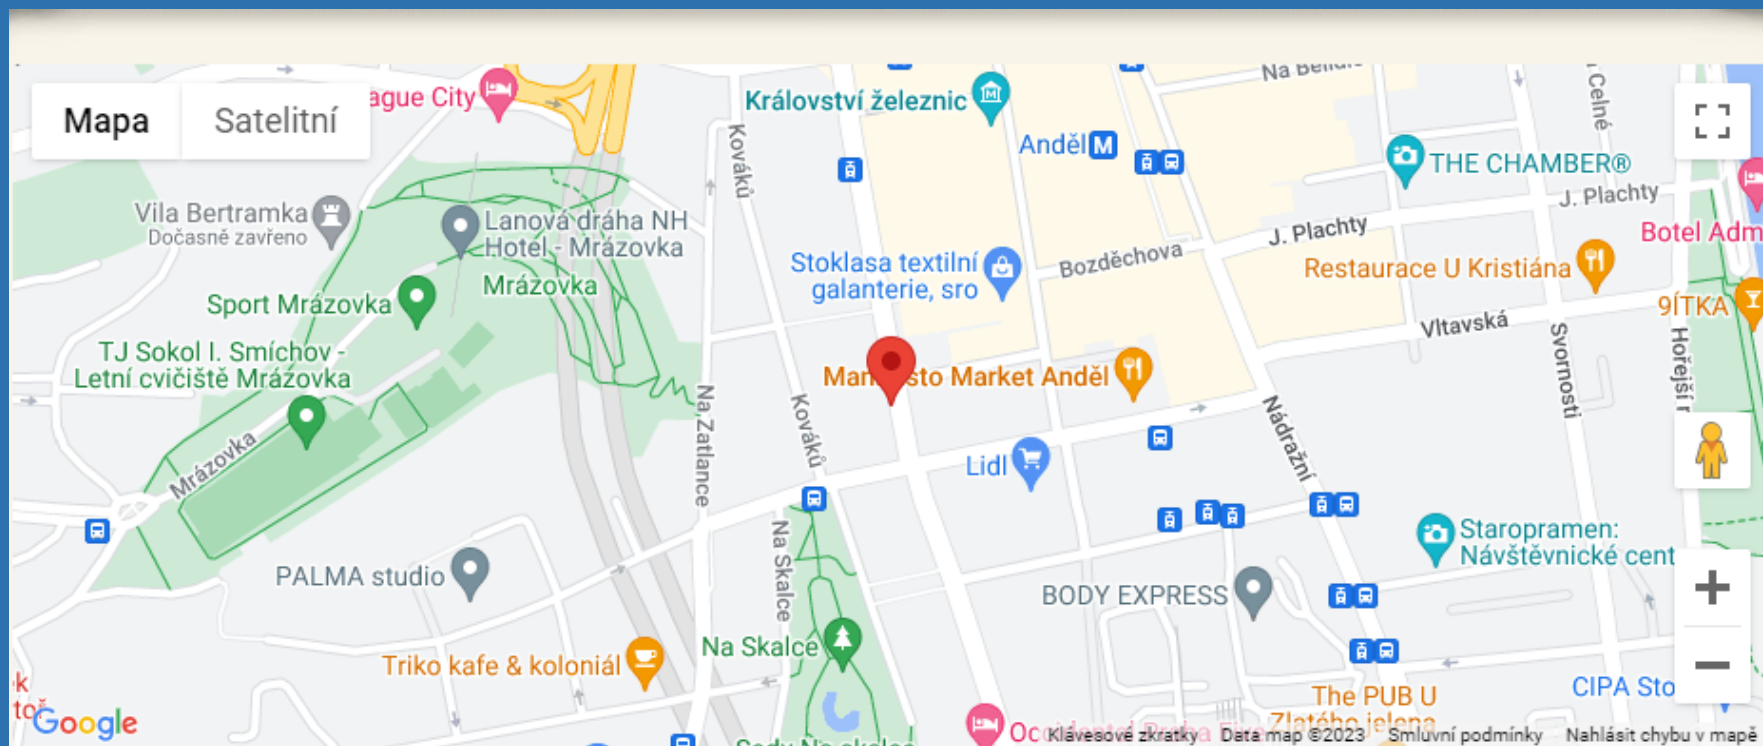 Mapa
Satelitní
ague City
Království železnic
Anděl
M
Na Bělidle
Celné
THE CHAMBER®
J. Plachty
J. Plachty
Botel Adm
Vila Bertramka
Dočasně zavřeno
Lanová dráha NH
Hotel - Mrázovka
Mrázovka
Kováků
Stoklasa textilní
galanterie, sro
Bozděchova
Restaurace U Kristiána
9ÍTKA
Sport Mrázovka
TJ Sokol I. Smíchov -
Letní cvičiště Mrázovka
Vltavská
Svornosti
Hořejší
Market Anděl
Na Zatlance
Kováků
Nádražní
Lidl
Mrázovka
Na Skalce
Staropramen:
Návštěvnické cent
PALMA studio
BODY EXPRESS
Na Skalce
Triko kafe & koloniál
CIPA Sto
The PUB U
Zlatého jelena
Google
Klávesové zkratky
Data map ©2023
Smluvní podmínky
Nahlásit chybu v mapě